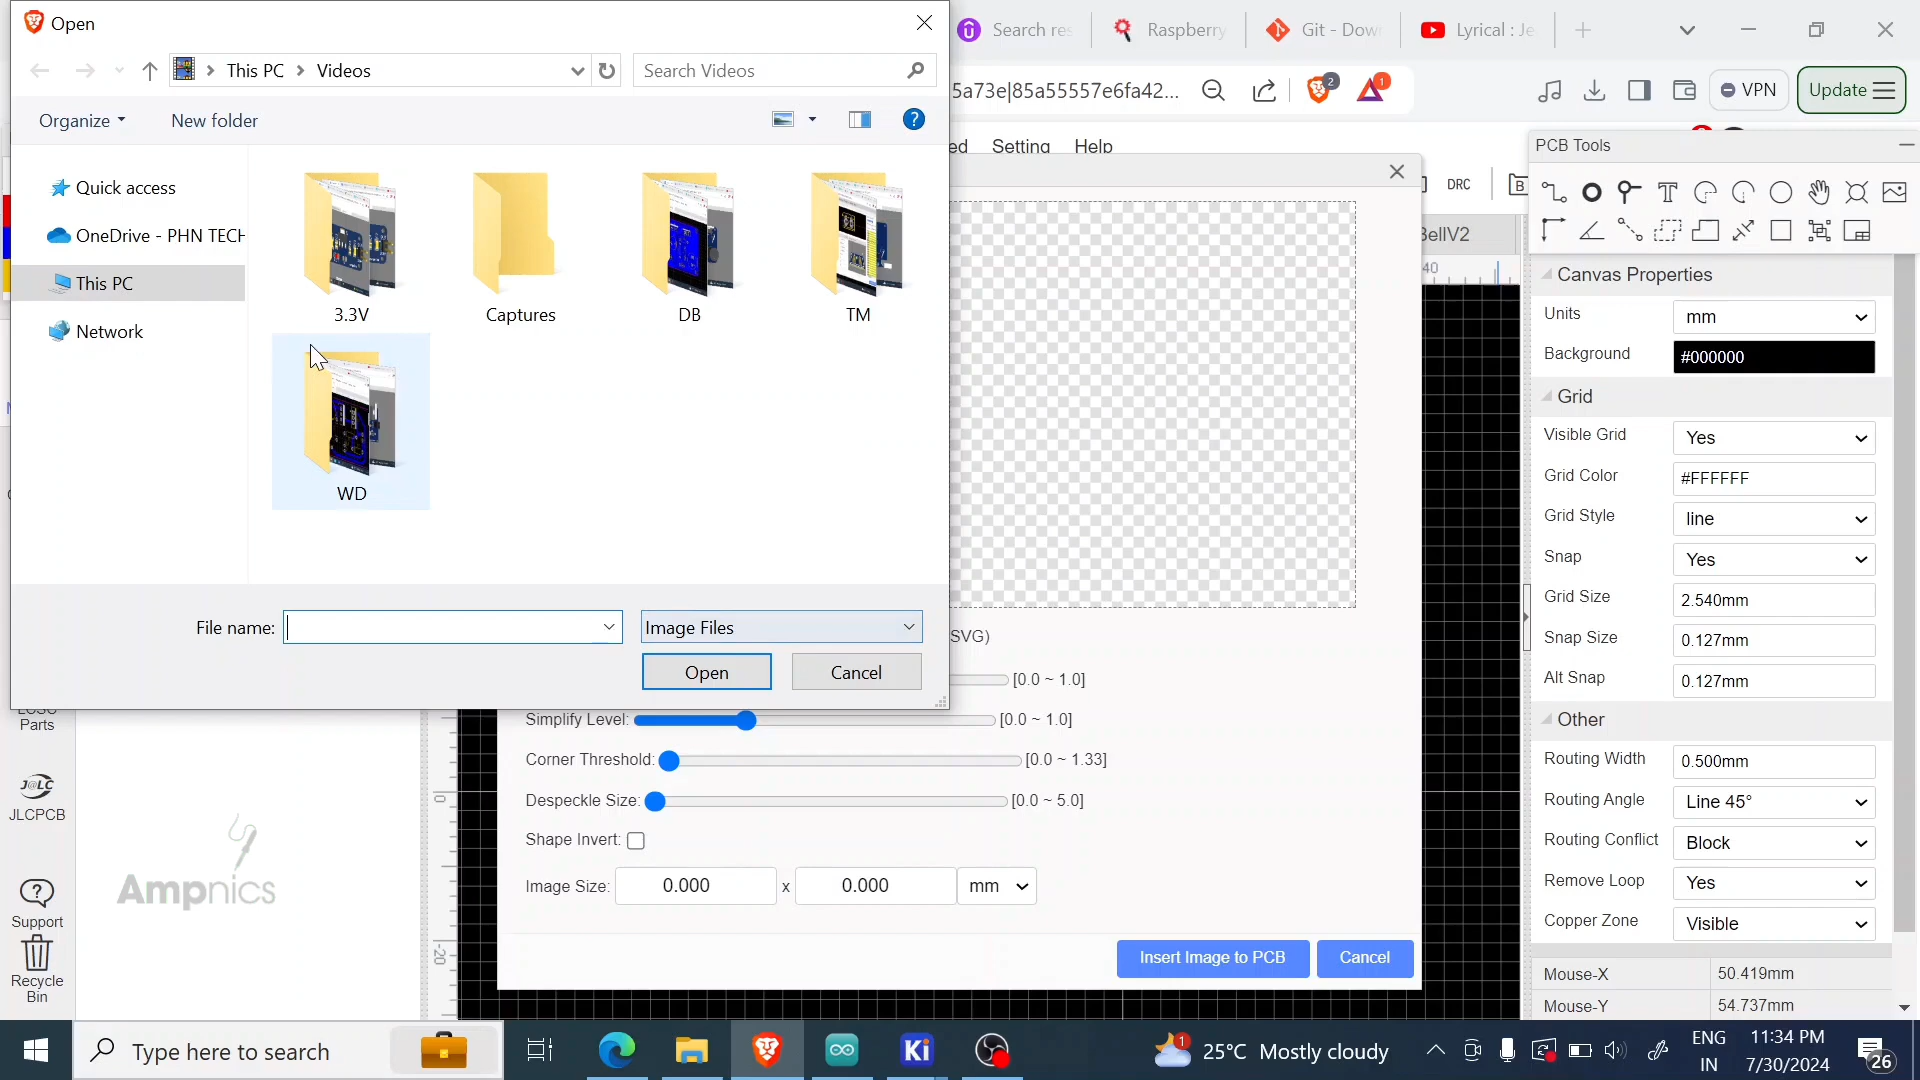 Open
Search res
Raspberry
Git - Dow
Lyrical : Je
This PC
Videos
Search Videos
5a73e|85a55557e6fa42...
2
1
VPN
Update
Organize
New folder
Setting
Help
PCB Tools
Quick access
OneDrive - PHN TECH
This PC
Network
3.3V
Captures
DB
TM
WD
DRC
BellV2
40
Canvas Properties
Units
mm
Background
#000000
Grid
Visible Grid
Yes
Grid Color
#FFFFFF
Grid Style
line
Snap
Yes
Grid Size
2.540mm
Snap Size
0.127mm
Alt Snap
0.127mm
Other
Routing Width
0.500mm
Routing Angle
Line 45°
Routing Conflict
Block
Remove Loop
Yes
Copper Zone
Visible
Mouse-X
50.419mm
Mouse-Y
54.737mm
File name:
Image Files
Open
Cancel
SVG)
[0.0 ~ 1.0]
Simplify Level:
[0.0 ~ 1.0]
Corner Threshold:
[0.0 ~ 1.33]
Despeckle Size:
[0.0 ~ 5.0]
Shape Invert:
Image Size:
0.000
x
0.000
mm
Insert Image to PCB
Cancel
Parts
J@LC
JLCPCB
Support
Recycle
Bin
Ampnics
0
-20
Type here to search
Ki
1
25°C Mostly cloudy
ENG
IN
11:34 PM
7/30/2024
26